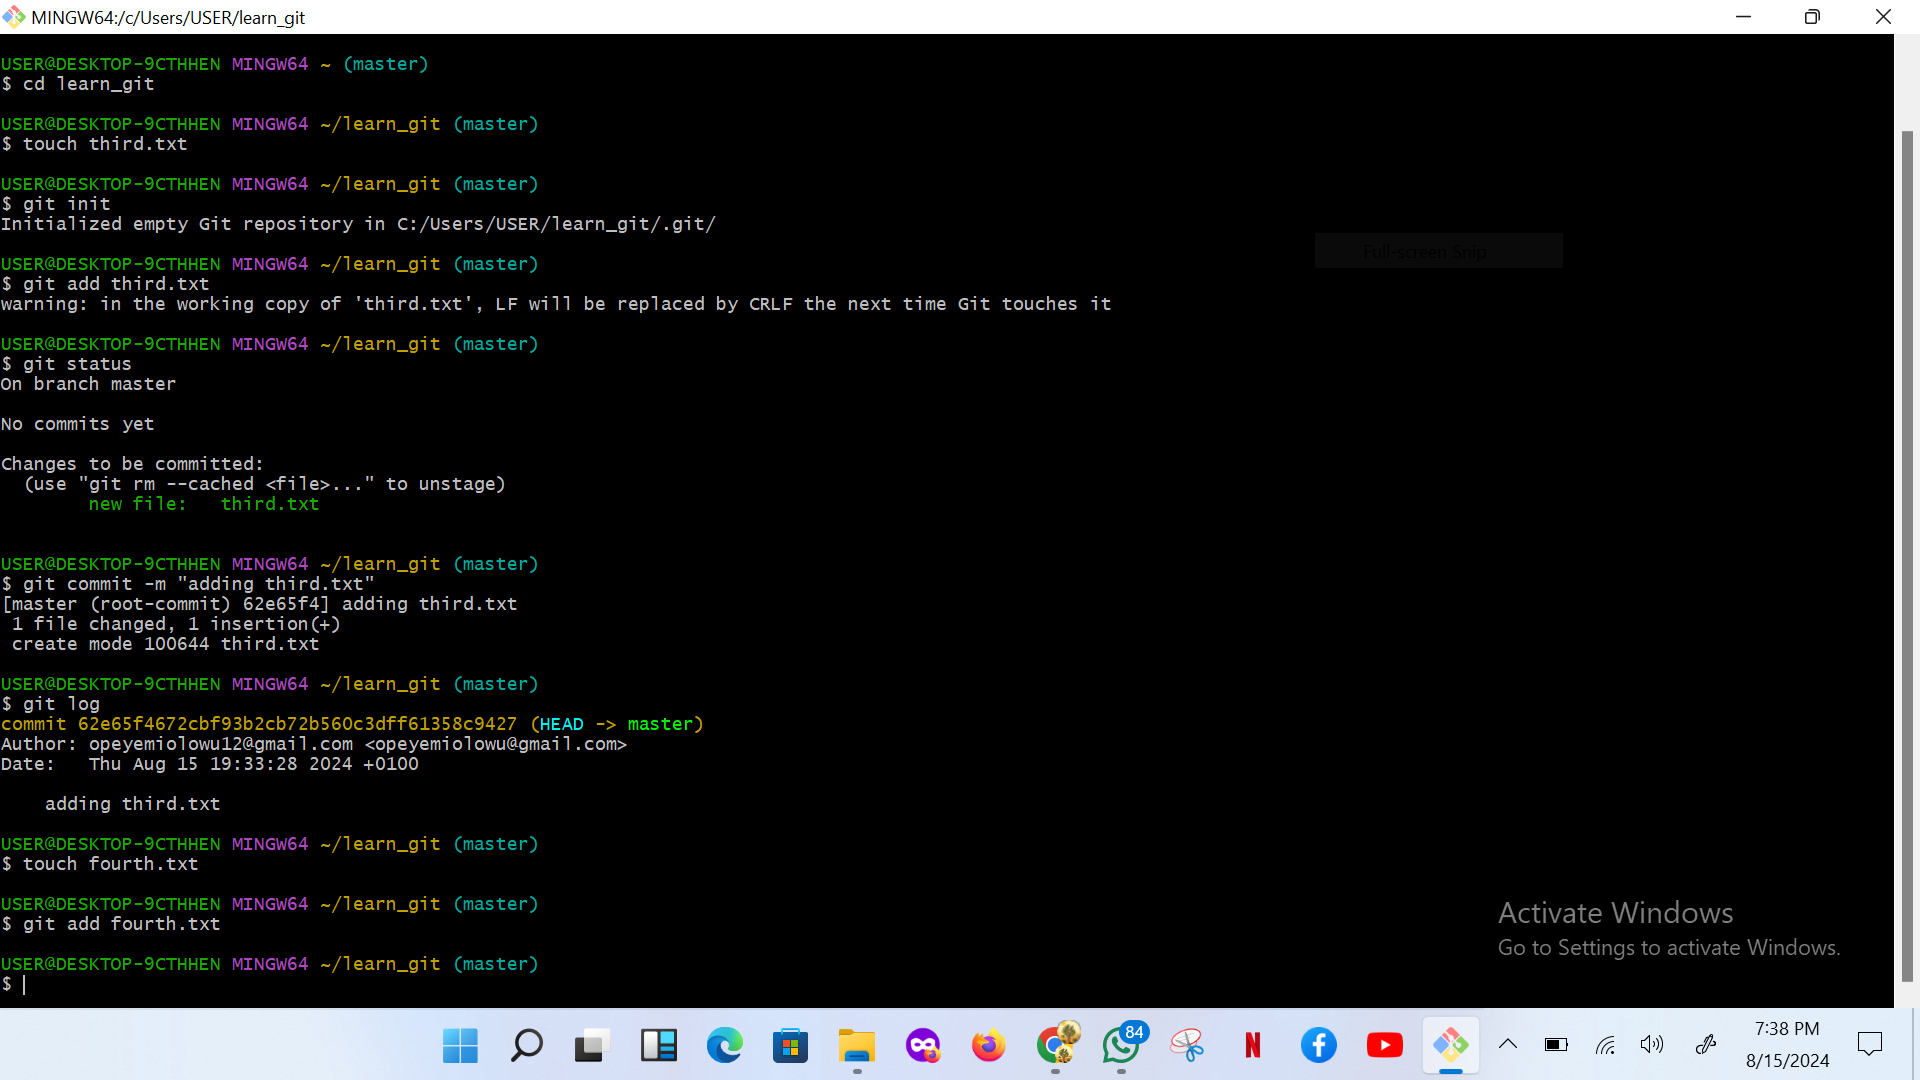 MINGW64:/c/Users/USER/learn_git
USER@DESKTOP-9CTHHEN MINGW64 ~ (master)
$ cd learn_git
USER@DESKTOP-9CTHHEN MINGW64 ~/learn_git (master)
$ touch third.txt
USER@DESKTOP-9CTHHEN MINGW64 ~/learn_git (master)
$ git init
Initialized empty Git repository in C:/Users/USER/learn_git/.git/
Full-screen Snip
USER@DESKTOP-9CTHHEN MINGW64 ~/learn_git (master)
$ git add third.txt
warning: in the working copy of 'third.txt', LF will be replaced by CRLF the next time Git touches it
USER@DESKTOP-9CTHHEN MINGW64 ~/learn_git (master)
$ git status
On branch master
No commits yet
Changes to be committed:
  (use "git rm --cached <file>..." to unstage)
        new file:   third.txt
USER@DESKTOP-9CTHHEN MINGW64 ~/learn_git (master)
$ git commit -m "adding third.txt"
[master (root-commit) 62e65f4] adding third.txt
 1 file changed, 1 insertion(+)
 create mode 100644 third.txt
USER@DESKTOP-9CTHHEN MINGW64 ~/learn_git (master)
$ git log
commit 62e65f4672cbf93b2cb72b560c3dff61358c9427 (HEAD -> master)
Author: opeyemiolowu12@gmail.com <opeyemiolowu@gmail.com>
Date:   Thu Aug 15 19:33:28 2024 +0100
    adding third.txt
USER@DESKTOP-9CTHHEN MINGW64 ~/learn_git (master)
$ touch fourth.txt
USER@DESKTOP-9CTHHEN MINGW64 ~/learn_git (master)
$ git add fourth.txt
USER@DESKTOP-9CTHHEN MINGW64 ~/learn_git (master)
$
Activate Windows
Go to Settings to activate Windows.
84
N
7:38 PM
8/15/2024